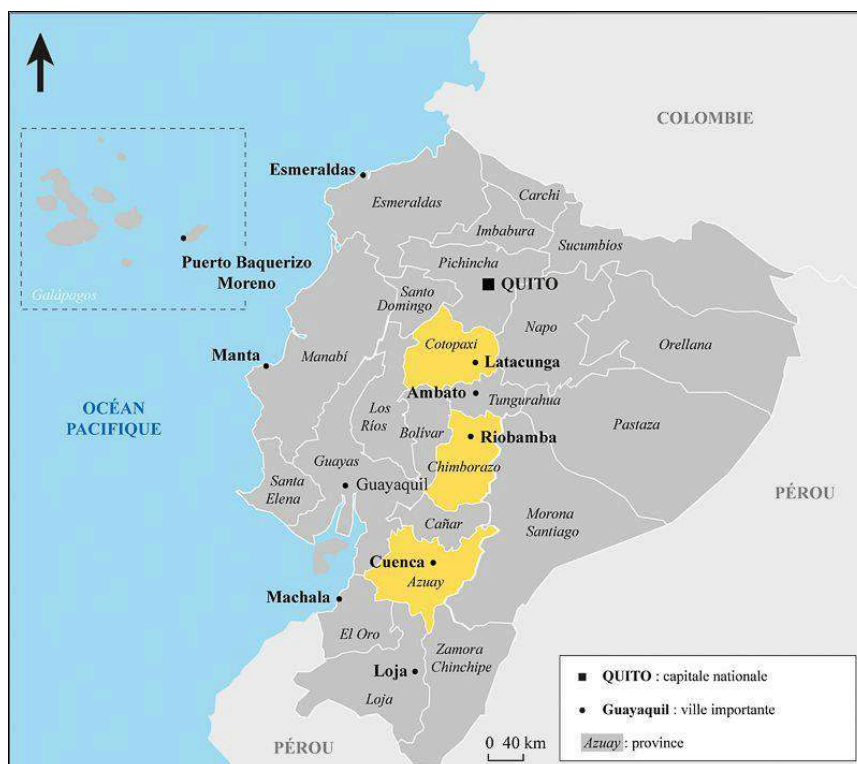 COLOMBIE
Esmeraldas
Esmeraldas
Carchi
Imbabura
Sucumbíos
Puerto Baquerizo
Moreno
Galápagos
Pichincha
QUITO
Santo
Domingo
Napo
Cotopaxi
Orellana
Manta
Manabí
Latacunga
Ambato
Tungurahua
OCÉAN
PACIFIQUE
Los
Ríos
Bolívar
Riobamba
Pastaza
Guayas
Chimborazo
Santa
Elena
Guayaquil
PÉROU
Cañar
Morona
Santiago
Cuenca
Azuay
Machala
El Oro
Zamora
Chinchipe
Loja
Loja
PÉROU
0 40 km
QUITO : capitale nationale
Guayaquil : ville importante
Azuay : province